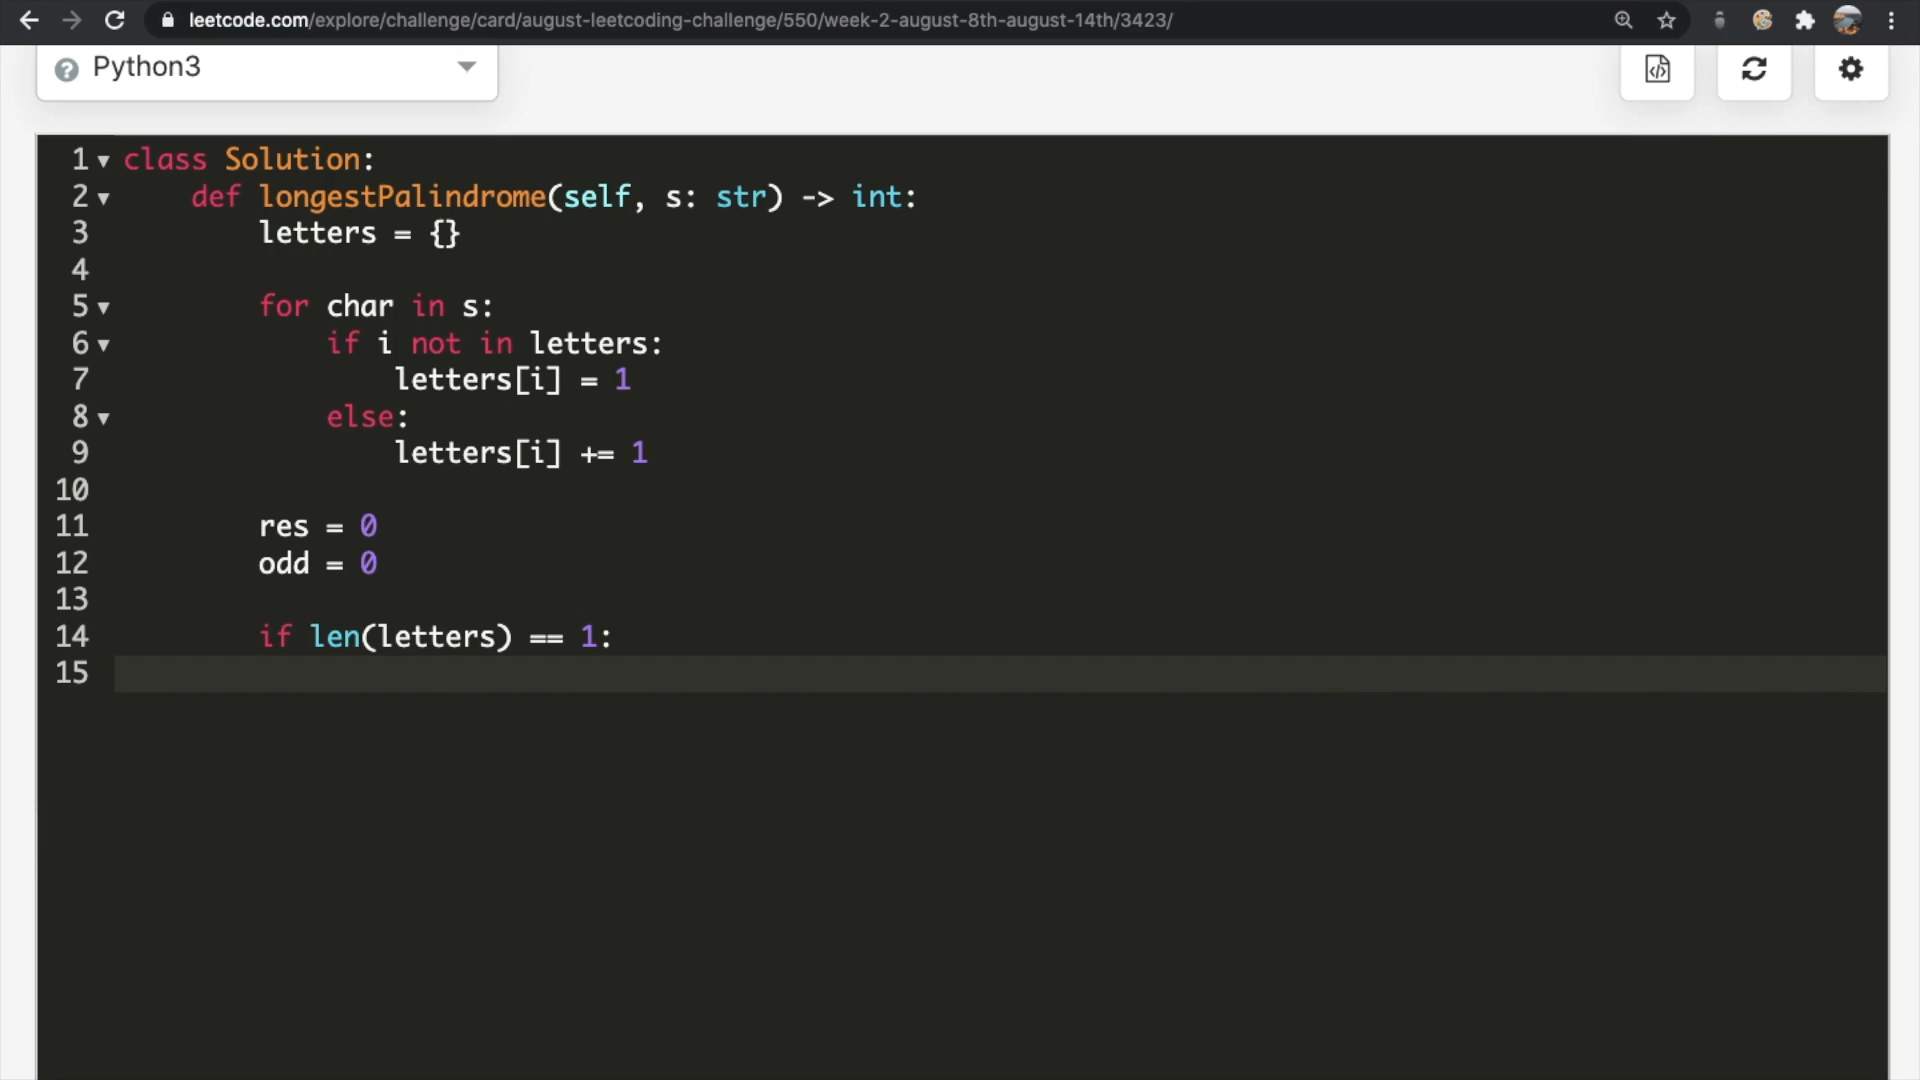 leetcode.com/explore/challenge/card/august-leetcoding-challenge/550/week-2-august-8th-august-14th/3423/
Python3
1 class Solution:
2     def longestPalindrome(self, s: str) -> int:
3         letters = {}
4
5         for char in s:
6             if i not in letters:
7                 letters[i] = 1
8             else:
9                 letters[i] += 1
10
11         res = 0
12         odd = 0
13
14         if len(letters) == 1:
15